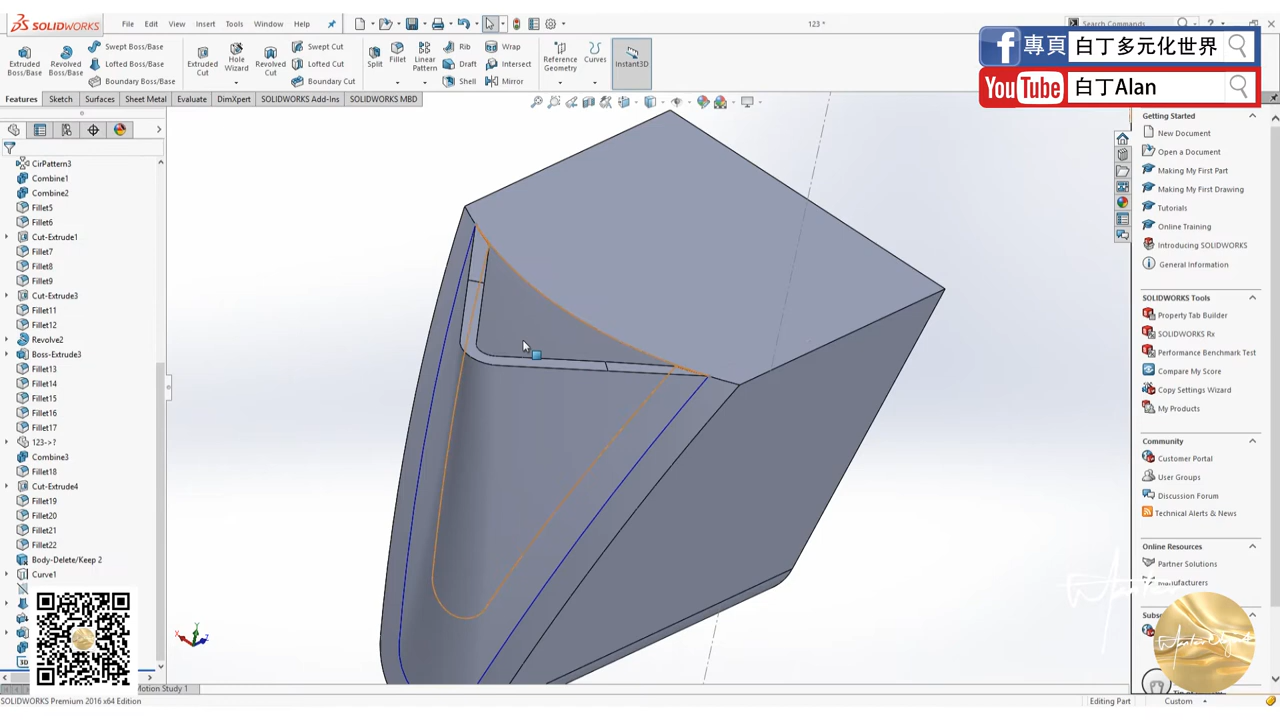 SOLIDWORKS
File Edit View Insert Tools Window Help
123 *
Search Commands
Extruded Boss/Base
Revolved Boss/Base
Swept Boss/Base
Lofted Boss/Base
Boundary Boss/Base
Extruded Cut
Hole Wizard
Revolved Cut
Swept Cut
Lofted Cut
Boundary Cut
Split
Fillet
Linear Pattern
Rib
Draft
Shell
Wrap
Intersect
Mirror
Reference Geometry
Curves
Instant3D
專頁 白丁多元化世界
YouTube 白丁Alan
Features Sketch Surfaces Sheet Metal Evaluate DimXpert SOLIDWORKS Add-Ins SOLIDWORKS MBD
CirPattern3
Combine1
Combine2
Fillet5
Fillet6
Cut-Extrude1
Fillet7
Fillet8
Fillet9
Cut-Extrude3
Fillet11
Fillet12
Revolve2
Boss-Extrude3
Fillet13
Fillet14
Fillet15
Fillet16
Fillet17
123->?
Combine3
Fillet18
Cut-Extrude4
Fillet19
Fillet20
Fillet21
Fillet22
Body-Delete/Keep 2
Curve1
Motion Study 1
SOLIDWORKS Premium 2016 x64 Edition
Getting Started
New Document
Open a Document
Making My First Part
Making My First Drawing
Tutorials
Online Training
Introducing SOLIDWORKS
General Information
SOLIDWORKS Tools
Property Tab Builder
SOLIDWORKS Rx
Performance Benchmark Test
Compare My Score
Copy Settings Wizard
My Products
Community
Customer Portal
User Groups
Discussion Forum
Technical Alerts & News
Online Resources
Partner Solutions
Manufacturers
Editing Part
Custom